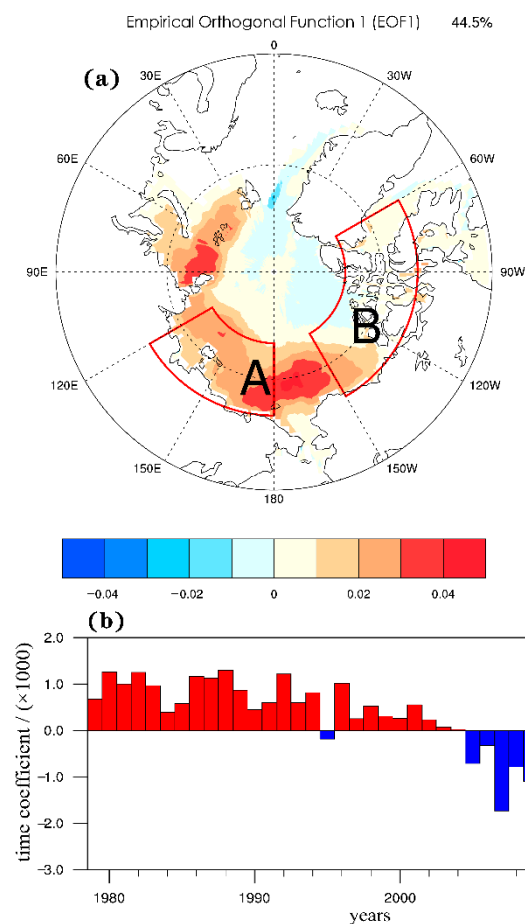 Empirical Orthogonal Function 1 (EOF1) 44.5%
(a)
0
30E 30W
60E 60W
90E 90W
B
A
120E 120W
150E 150W
180
−0.04 −0.02 0 0.02 0.04
(b)
time coefficient / (×1000)
2.0
1.0
0.0
-1.0
-2.0
-3.0
1980 1990 2000
years